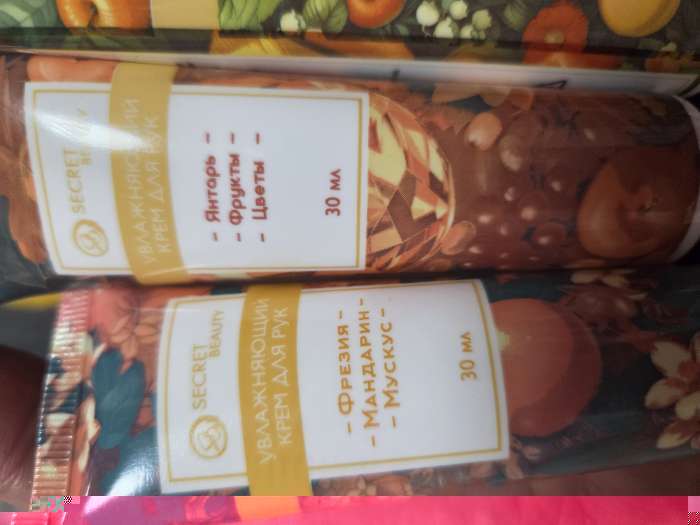 SECRET
BEAUTY
УВЛАЖНЯЮЩИЙ
КРЕМ ДЛЯ РУК
- Янтарь -
- Фрукты -
- Цветы -
30 мл
SECRET
BEAUTY
УВЛАЖНЯЮЩИЙ
КРЕМ ДЛЯ РУК
- Фрезия -
- Мандарин -
- Мускус -
30 мл